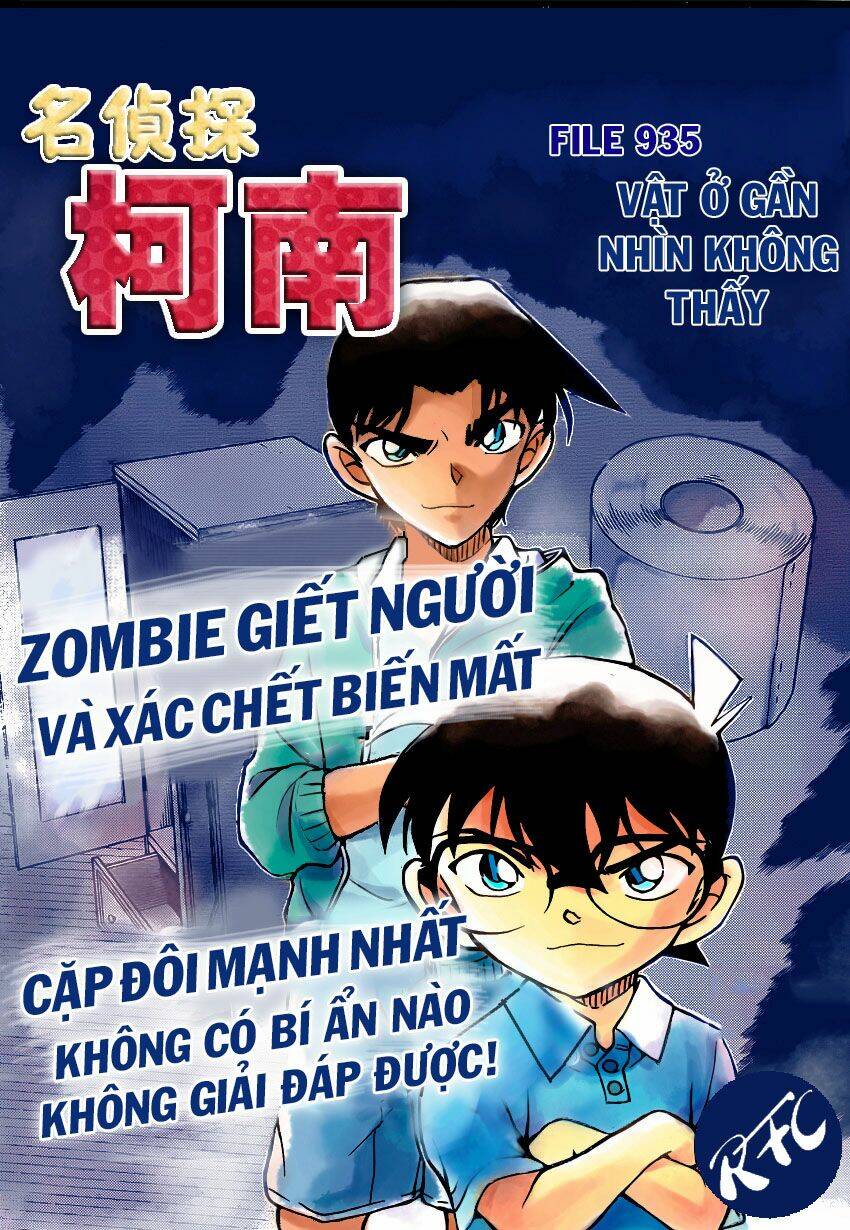 名偵探
柯南
FILE 935
VẬT Ở GẦN
NHÌN KHÔNG
THẤY
ZOMBIE GIẾT NGƯỜI
VÀ XÁC CHẾT BIẾN MẤT
CẶP ĐÔI MẠNH NHẤT
KHÔNG CÓ BÍ ẨN NÀO
KHÔNG GIẢI ĐÁP ĐƯỢC!
RFC